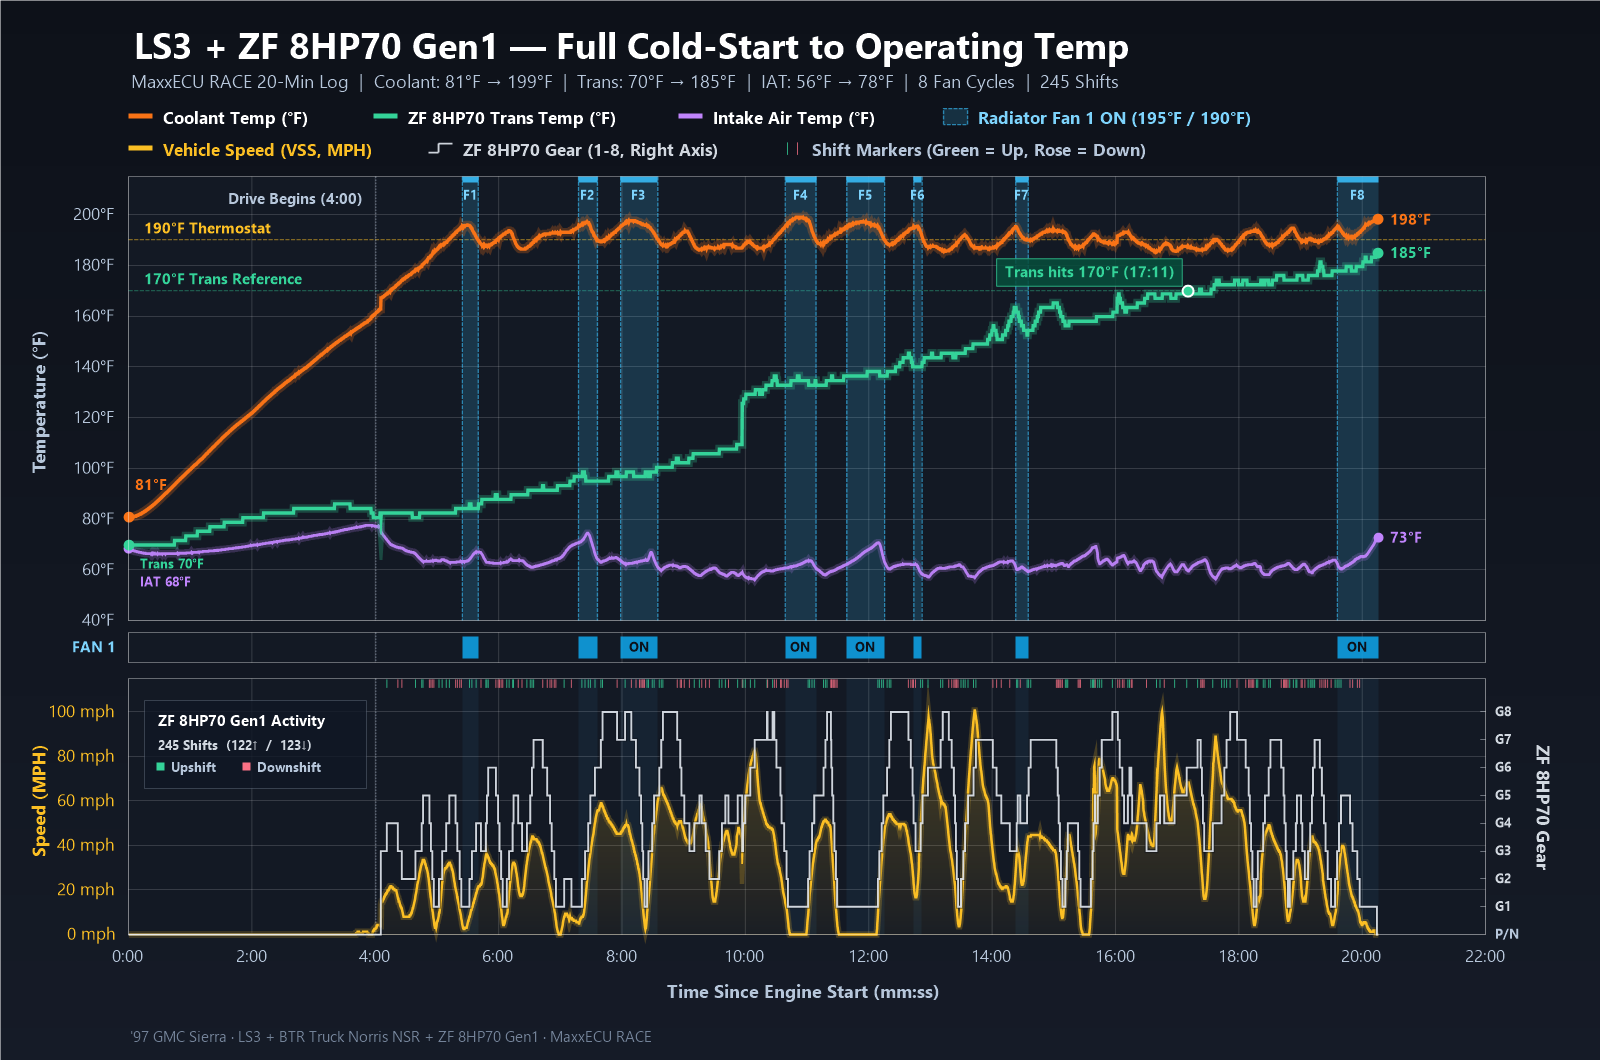 LS3 + ZF 8HP70 Gen1 — Full Cold-Start to Operating Temp
MaxxECU RACE 20-Min Log | Coolant: 81°F → 199°F | Trans: 70°F → 185°F | IAT: 56°F → 78°F | 8 Fan Cycles | 245 Shifts
Coolant Temp (°F) ZF 8HP70 Trans Temp (°F) Intake Air Temp (°F) Radiator Fan 1 ON (195°F / 190°F)
Vehicle Speed (VSS, MPH) ZF 8HP70 Gear (1-8, Right Axis) Shift Markers (Green = Up, Rose = Down)
Drive Begins (4:00) F1 F2 F3 F4 F5 F6 F7 F8
200°F
198°F
190°F Thermostat
180°F
185°F
Trans hits 170°F (17:11)
170°F Trans Reference
160°F
140°F
120°F
100°F
81°F
80°F
73°F
Trans 70°F
60°F
IAT 68°F
40°F
Temperature (°F)
FAN 1 ON ON ON ON
ZF 8HP70 Gen1 Activity
245 Shifts (122↑ / 123↓)
Upshift Downshift
100 mph
80 mph
60 mph
40 mph
20 mph
0 mph
Speed (MPH)
G8
G7
G6
G5
G4
G3
G2
G1
P/N
ZF 8HP70 Gear
0:00 2:00 4:00 6:00 8:00 10:00 12:00 14:00 16:00 18:00 20:00 22:00
Time Since Engine Start (mm:ss)
'97 GMC Sierra · LS3 + BTR Truck Norris NSR + ZF 8HP70 Gen1 · MaxxECU RACE